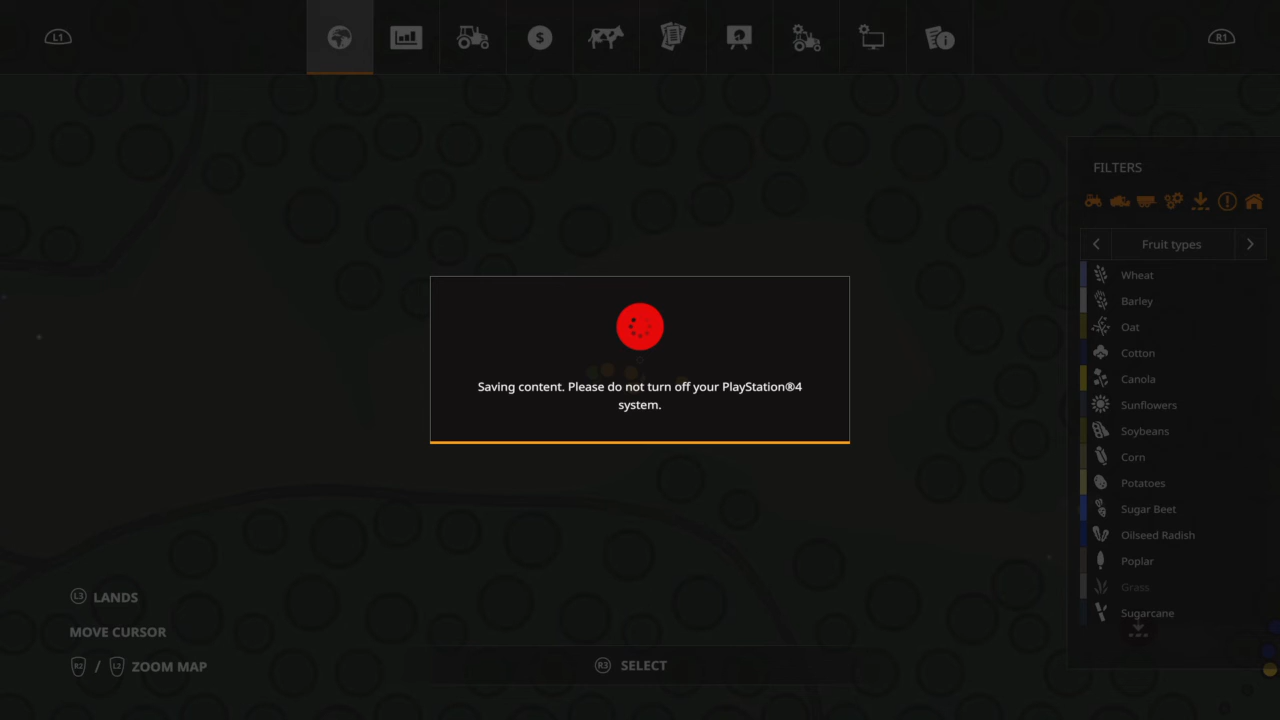 L1
$
R1
FILTERS
Fruit types
Wheat
Barley
Oat
Cotton
Canola
Sunflowers
Soybeans
Corn
Potatoes
Sugar Beet
Oilseed Radish
Poplar
Grass
Sugarcane
Saving content. Please do not turn off your PlayStation®4
system.
L3 LANDS
MOVE CURSOR
R2 / L2 ZOOM MAP
R3 SELECT